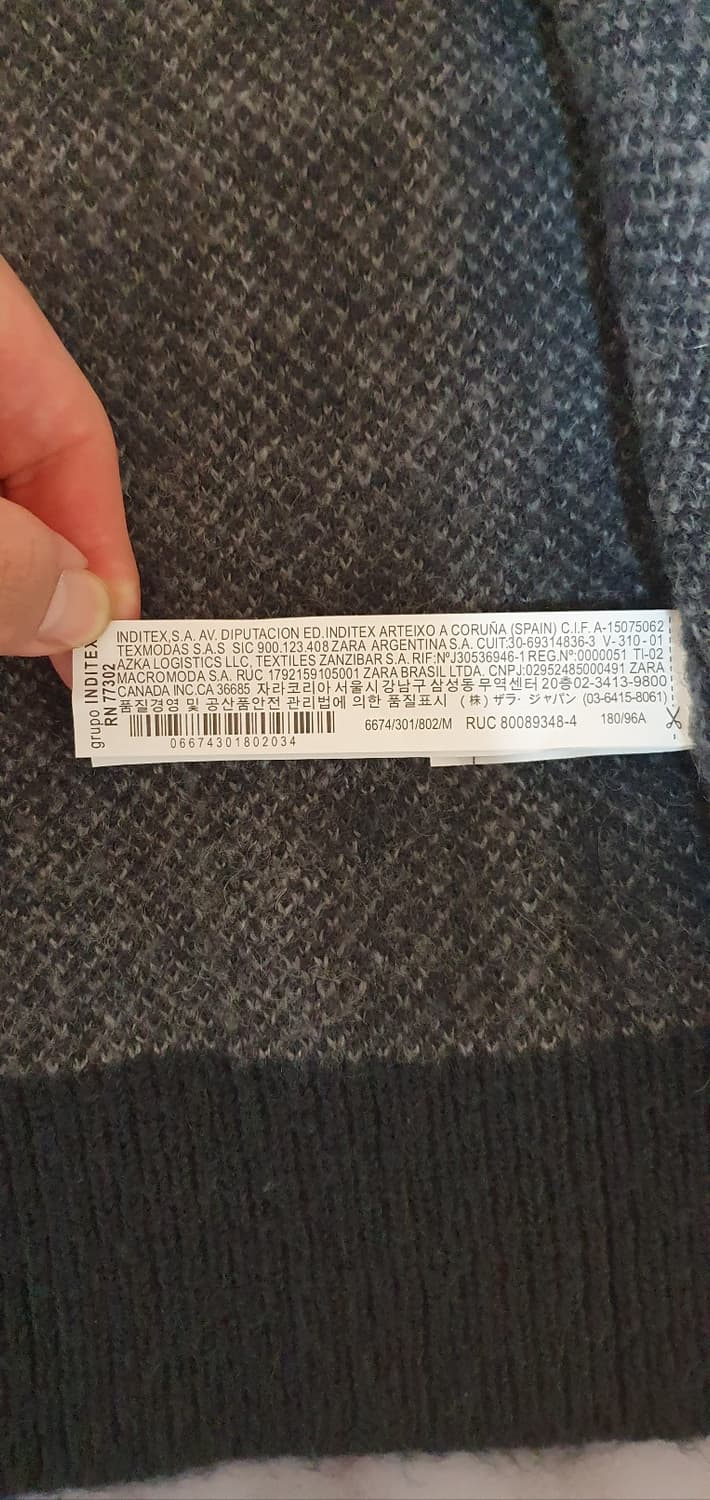 grupo INDITEX
RN 77302
INDITEX,S.A. AV. DIPUTACION ED.INDITEX ARTEIXO A CORUÑA (SPAIN) C.I.F. A-15075062
TEXMODAS S.A.S SIC 900.123.408 ZARA ARGENTINA S.A. CUIT:30-69314836-3 V-310-01
AZKA LOGISTICS LLC, TEXTILES ZANZIBAR S.A. RIF:NºJ30536946-1 REG.Nº:0000051 TI-02
MACROMODA S.A. RUC 1792159105001 ZARA BRASIL LTDA. CNPJ:02952485000491 ZARA
CANADA INC.CA 36685 자라코리아 서울시강남구 삼성동 무역센터 20층02-3413-9800
품질경영 및 공산품안전 관리법에 의한 품질표시 (株) ザラ・ジャパン (03-6415-8061)
6674/301/802/M RUC 80089348-4 180/96A
06674301802034